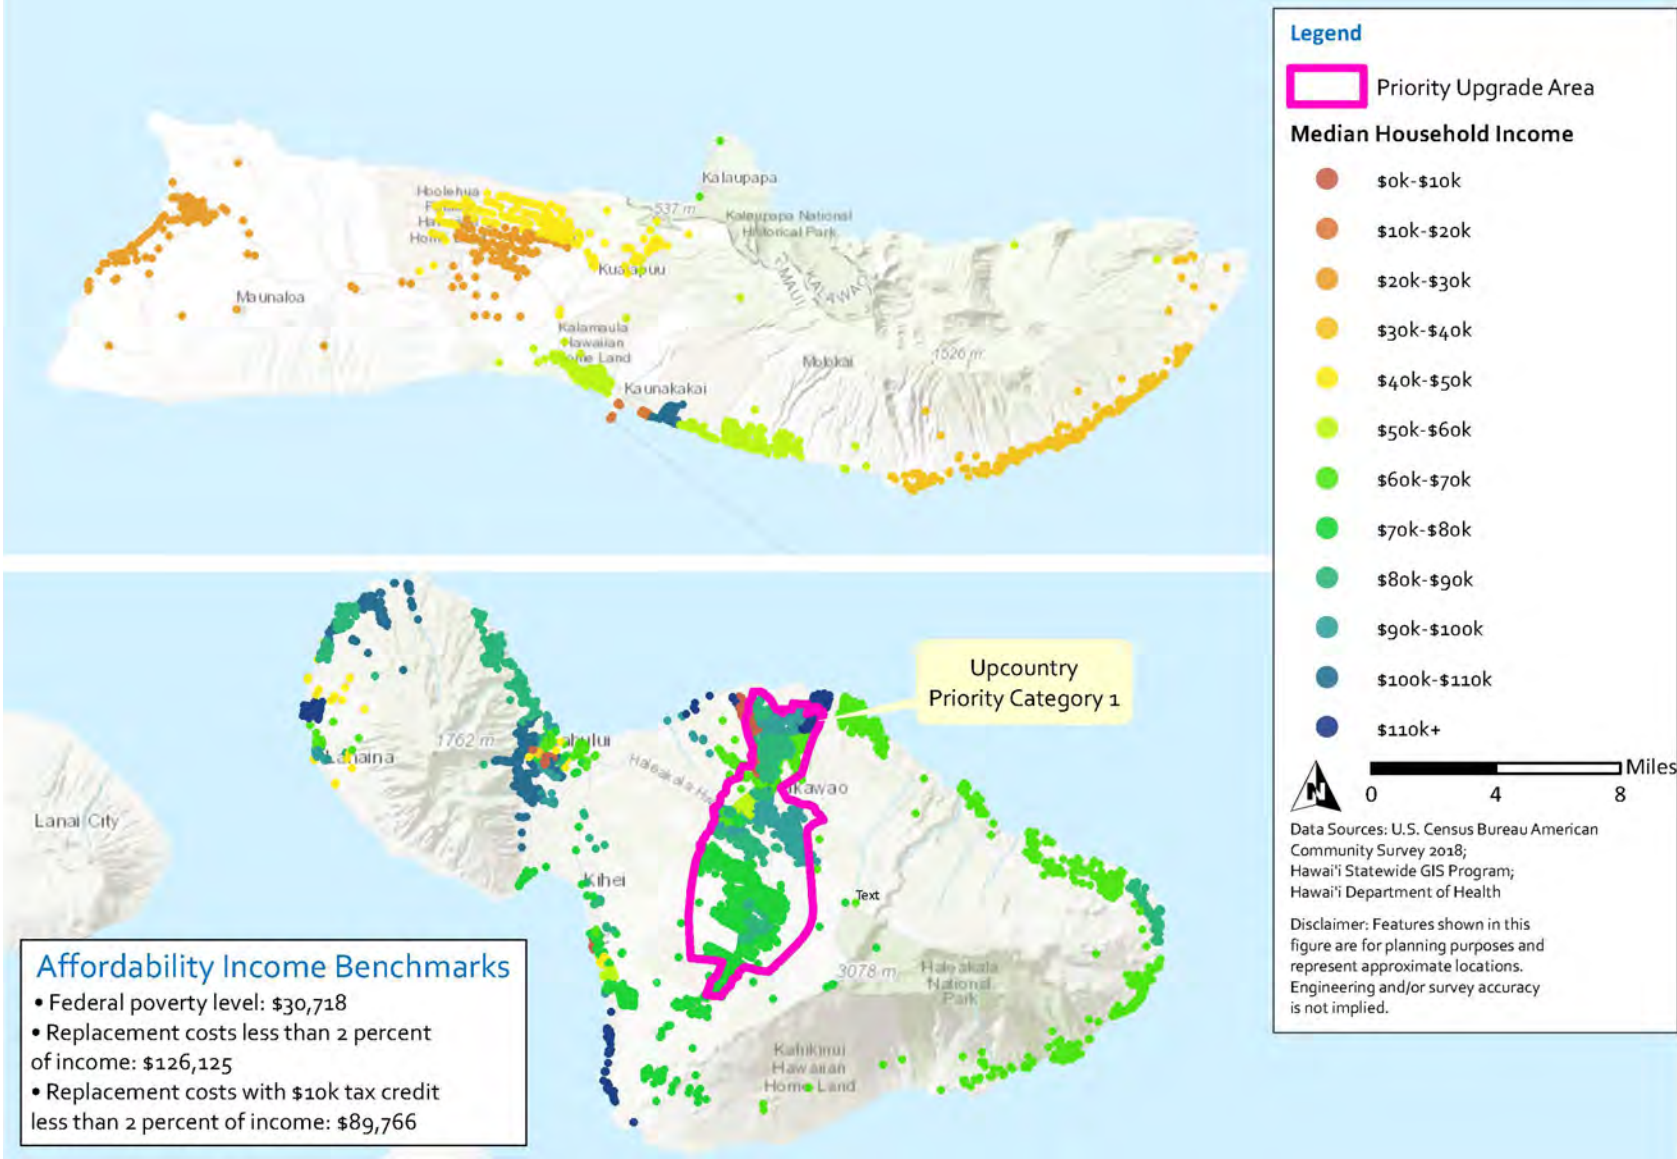 Hoolehua
Kalaupapa
537 m
Kalaupapa National
Historical Park
Kualapuu
MAUI
KALAWAO
Maunaloa
Kalamaula
Hawaiian
Home Land
Molokai
1526 m
Kaunakakai
Legend
Priority Upgrade Area
Median Household Income
$0k-$10k
$10k-$20k
$20k-$30k
$30k-$40k
$40k-$50k
$50k-$60k
$60k-$70k
$70k-$80k
$80k-$90k
$90k-$100k
$100k-$110k
$110k+
N
Miles
0 4 8
Data Sources: U.S. Census Bureau American
Community Survey 2018;
Hawai'i Statewide GIS Program;
Hawai'i Department of Health
Disclaimer: Features shown in this
figure are for planning purposes and
represent approximate locations.
Engineering and/or survey accuracy
is not implied.
Upcountry
Priority Category 1
1762 m
Lahaina
Lanai City
Kihei
Text
3078 m
Haleakala
National
Park
Kahikinui
Hawaiian
Home Land
Affordability Income Benchmarks
• Federal poverty level: $30,718
• Replacement costs less than 2 percent
of income: $126,125
• Replacement costs with $10k tax credit
less than 2 percent of income: $89,766